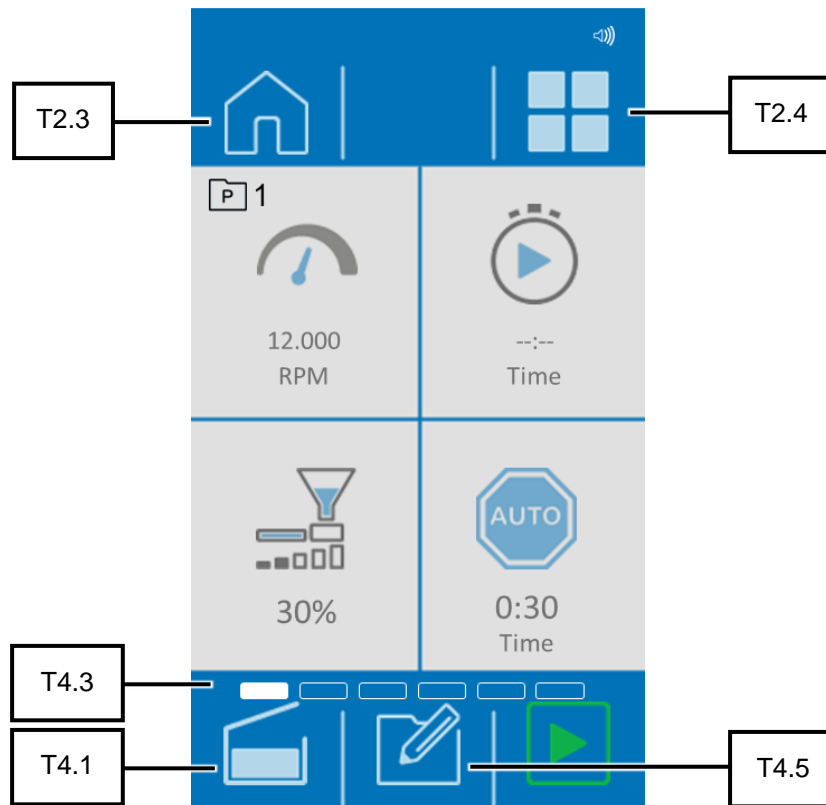 T2.3
T2.4
P 1
12.000
RPM
--:--
Time
30%
AUTO
0:30
Time
T4.3
T4.1
T4.5